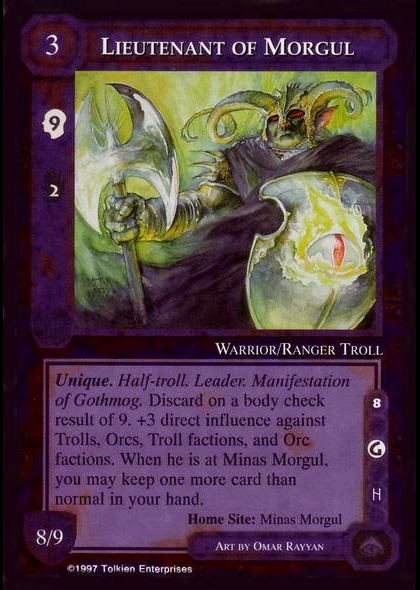 3
LIEUTENANT OF MORGUL
9
2
WARRIOR/RANGER TROLL
Unique. Half-troll. Leader. Manifestation
of Gothmog. Discard on a body check
result of 9. +3 direct influence against
Trolls, Orcs, Troll factions, and Orc
factions. When he is at Minas Morgul,
you may keep one more card than
normal in your hand.
Home Site: Minas Morgul
8
G
H
8/9
ART BY OMAR RAYYAN
©1997 Tolkien Enterprises